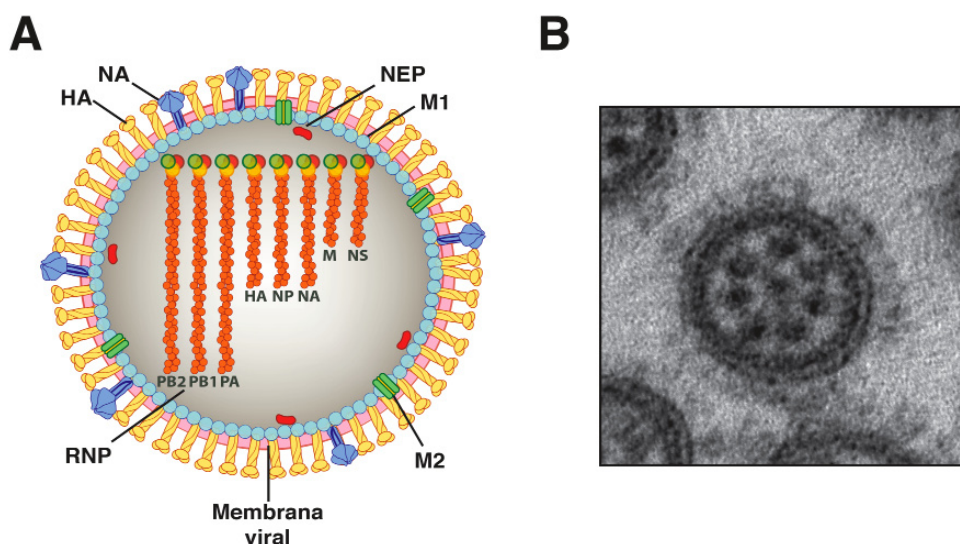 A
B
NA
NEP
HA
M1
M NS
HA NP NA
PB2 PB1 PA
RNP
M2
Membrana
viral